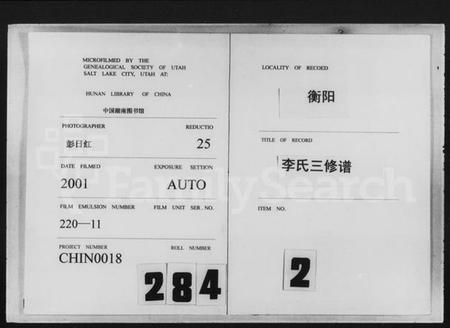 MICROFILMED BY THE
GENEALOGICAL SOCIETY OF UTAH
SALT LAKE CITY, UTAH AT:
HUNAN LIBRARY OF CHINA
中国湖南图书馆
PHOTOGRAPHER REDUCTIO
彭日红 25
DATE FILMED EXPOSURE SETTION
2001 AUTO
FILM EMULSION NUMBER FILM UNIT SER. NO.
220—11
PROJECT NUMBER ROLL NUMBER
CHIN0018
284
LOCALITY OF RECOED
衡阳
TITLE OF RECORD
李氏三修谱
ITEM NO.
2
FamilySearch